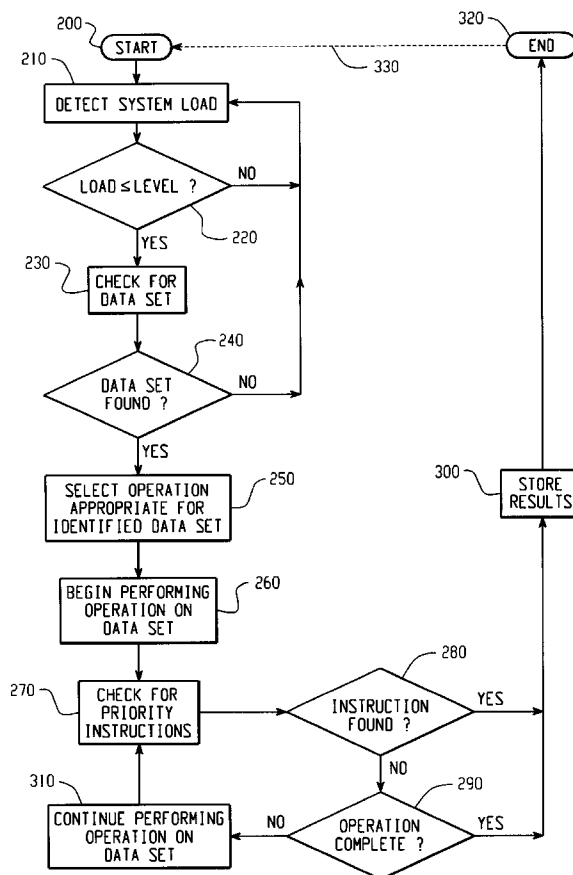 200
START
320
END
210
330
DETECT SYSTEM LOAD
LOAD ≤ LEVEL ?
NO
220
YES
230
CHECK FOR
DATA SET
240
DATA SET
FOUND ?
NO
YES
250
SELECT OPERATION
APPROPRIATE FOR
IDENTIFIED DATA SET
300
STORE
RESULTS
260
BEGIN PERFORMING
OPERATION ON
DATA SET
270
CHECK FOR
PRIORITY
INSTRUCTIONS
280
INSTRUCTION
FOUND ?
YES
NO
290
310
CONTINUE PERFORMING
OPERATION ON
DATA SET
NO
OPERATION
COMPLETE ?
YES